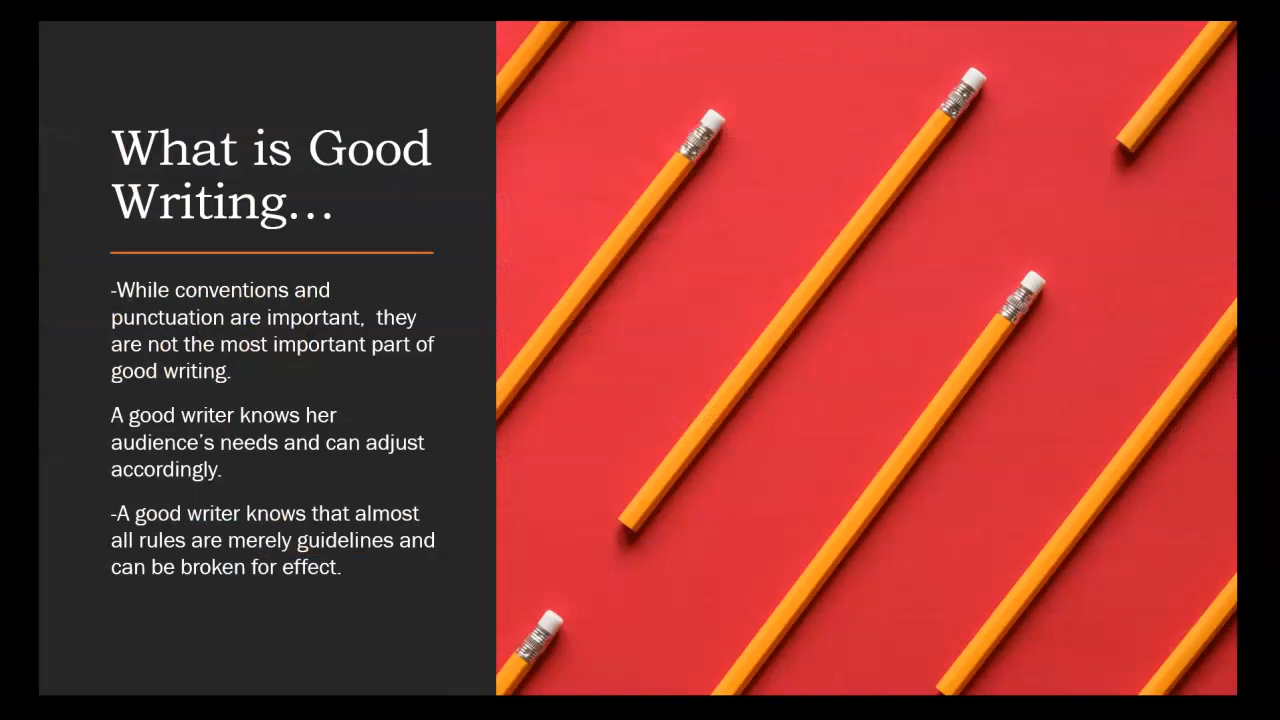 What is Good
Writing...
-While conventions and
punctuation are important,  they
are not the most important part of
good writing.
A good writer knows her
audience’s needs and can adjust
accordingly.
-A good writer knows that almost
all rules are merely guidelines and
can be broken for effect.